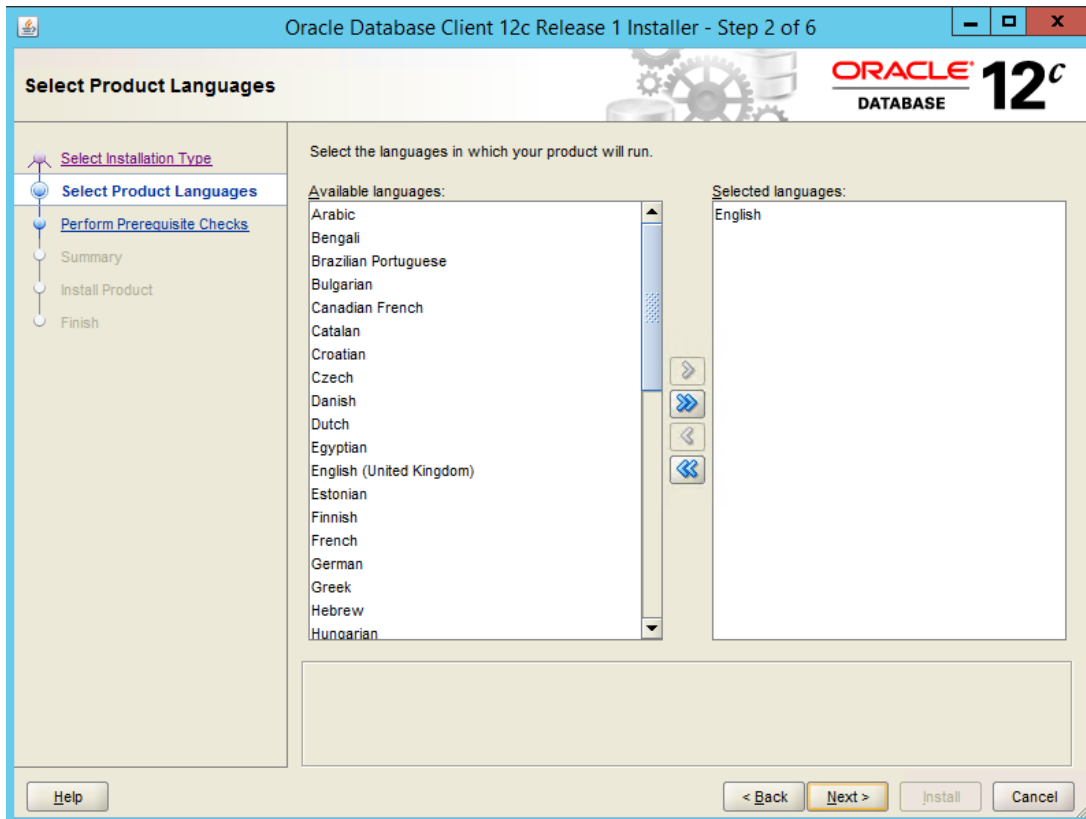 Oracle Database Client 12c Release 1 Installer - Step 2 of 6
Select Product Languages
ORACLE
DATABASE
12c
Select Installation Type
Select Product Languages
Perform Prerequisite Checks
Summary
Install Product
Finish
Select the languages in which your product will run.
Available languages:
Arabic
Bengali
Brazilian Portuguese
Bulgarian
Canadian French
Catalan
Croatian
Czech
Danish
Dutch
Egyptian
English (United Kingdom)
Estonian
Finnish
French
German
Greek
Hebrew
Hungarian
Selected languages:
English
Help
< Back
Next >
Install
Cancel